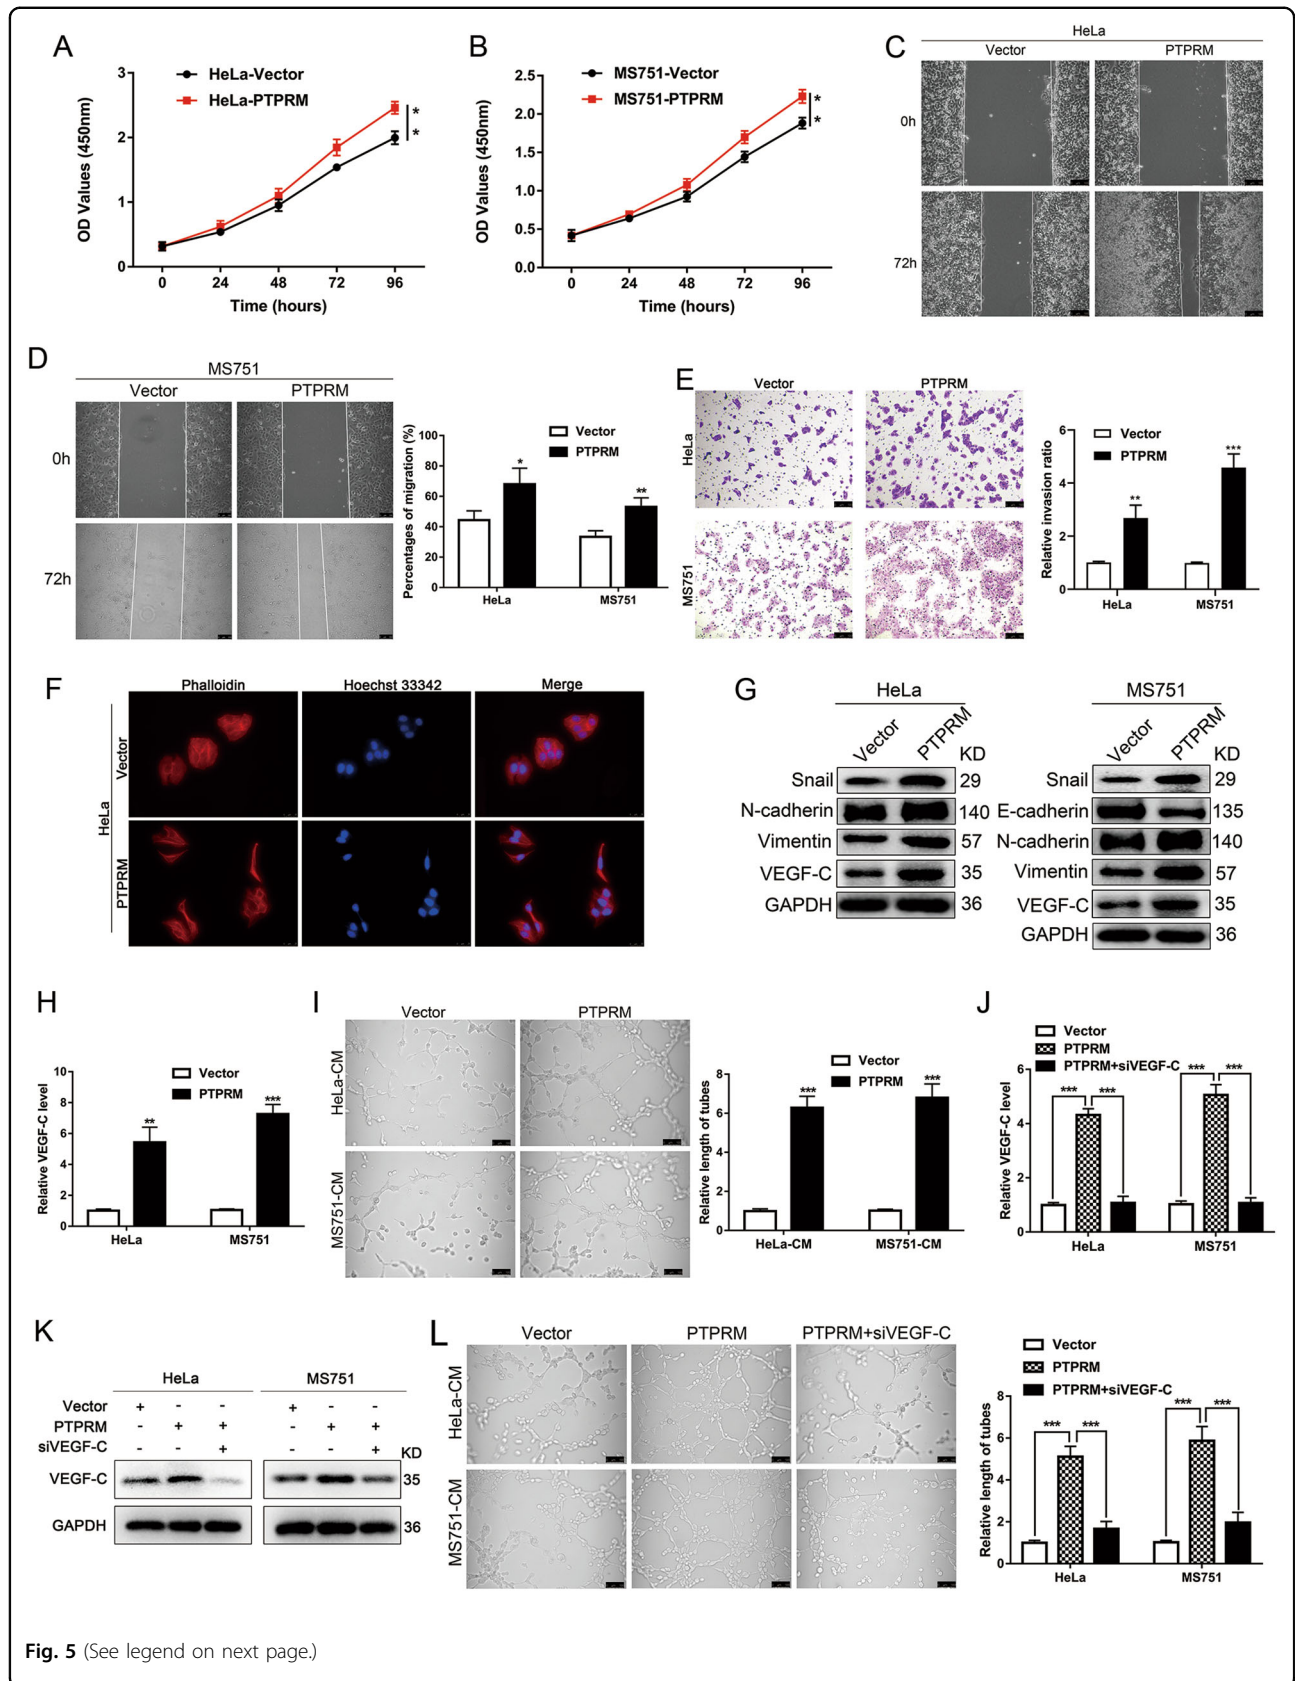 A
HeLa-Vector
HeLa-PTPRM
OD Values (450nm)
3
2
1
0
0 24 48 72 96
Time (hours)
**
B
MS751-Vector
MS751-PTPRM
OD Values (450nm)
2.5
2.0
1.5
1.0
0.5
0.0
0 24 48 72 96
Time (hours)
**
C
HeLa
Vector PTPRM
0h
72h
D
MS751
Vector PTPRM
0h
72h
Percentages of migration (%)
100
80
60
40
20
0
Vector
PTPRM
* **
HeLa MS751
E
Vector PTPRM
HeLa
MS751
Relative invasion ratio
6
4
2
0
Vector
PTPRM
** ***
HeLa MS751
F
Phalloidin Hoechst 33342 Merge
HeLa
Vector
PTPRM
G
HeLa
Vector PTPRM KD
Snail 29
N-cadherin 140
Vimentin 57
VEGF-C 35
GAPDH 36
MS751
Vector PTPRM KD
Snail 29
E-cadherin 135
N-cadherin 140
Vimentin 57
VEGF-C 35
GAPDH 36
H
Relative VEGF-C level
10
8
6
4
2
0
Vector
PTPRM
** ***
HeLa MS751
I
Vector PTPRM
HeLa-CM
MS751-CM
Relative length of tubes
8
6
4
2
0
Vector
PTPRM
*** ***
HeLa-CM MS751-CM
J
Vector
PTPRM
PTPRM+siVEGF-C
Relative VEGF-C level
6
4
2
0
*** *** *** ***
HeLa MS751
K
HeLa MS751
Vector + - - + - -
PTPRM - + + - + +
siVEGF-C - - + - - +
KD
VEGF-C 35
GAPDH 36
L
Vector PTPRM PTPRM+siVEGF-C
HeLa-CM
MS751-CM
Vector
PTPRM
PTPRM+siVEGF-C
Relative length of tubes
8
6
4
2
0
*** *** *** ***
HeLa MS751
Fig. 5 (See legend on next page.)